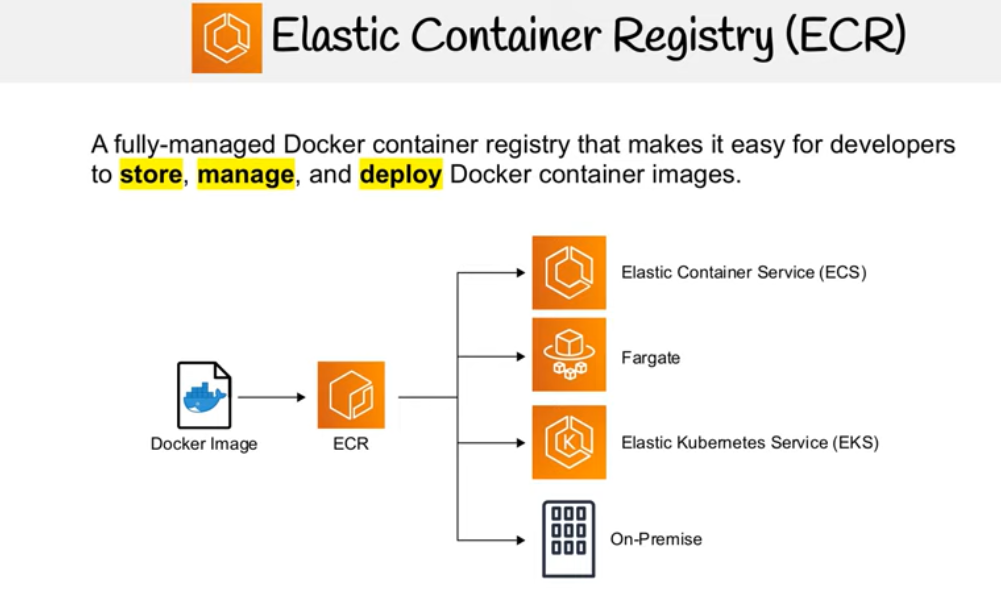 Elastic Container Registry (ECR)
A fully-managed Docker container registry that makes it easy for developers
to store, manage, and deploy Docker container images.
Elastic Container Service (ECS)
Fargate
Docker Image
ECR
Elastic Kubernetes Service (EKS)
K
On-Premise